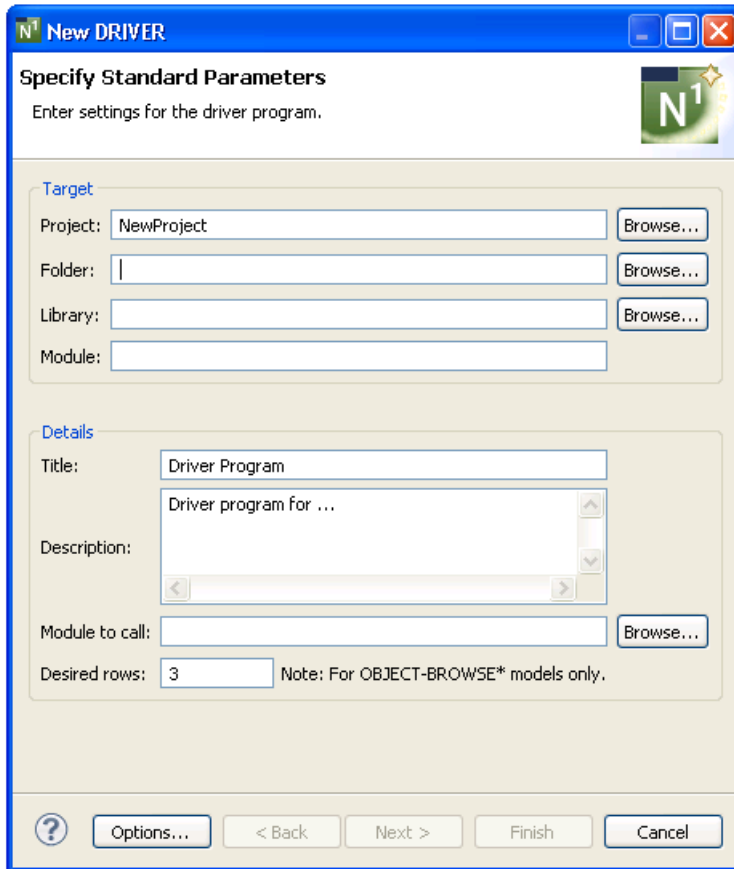 N1 New DRIVER
Specify Standard Parameters
Enter settings for the driver program.
N1
Target
Project: NewProject Browse...
Folder: Browse...
Library: Browse...
Module:
Details
Title: Driver Program
Description: Driver program for ...
Module to call: Browse...
Desired rows: 3 Note: For OBJECT-BROWSE* models only.
? Options... < Back Next > Finish Cancel